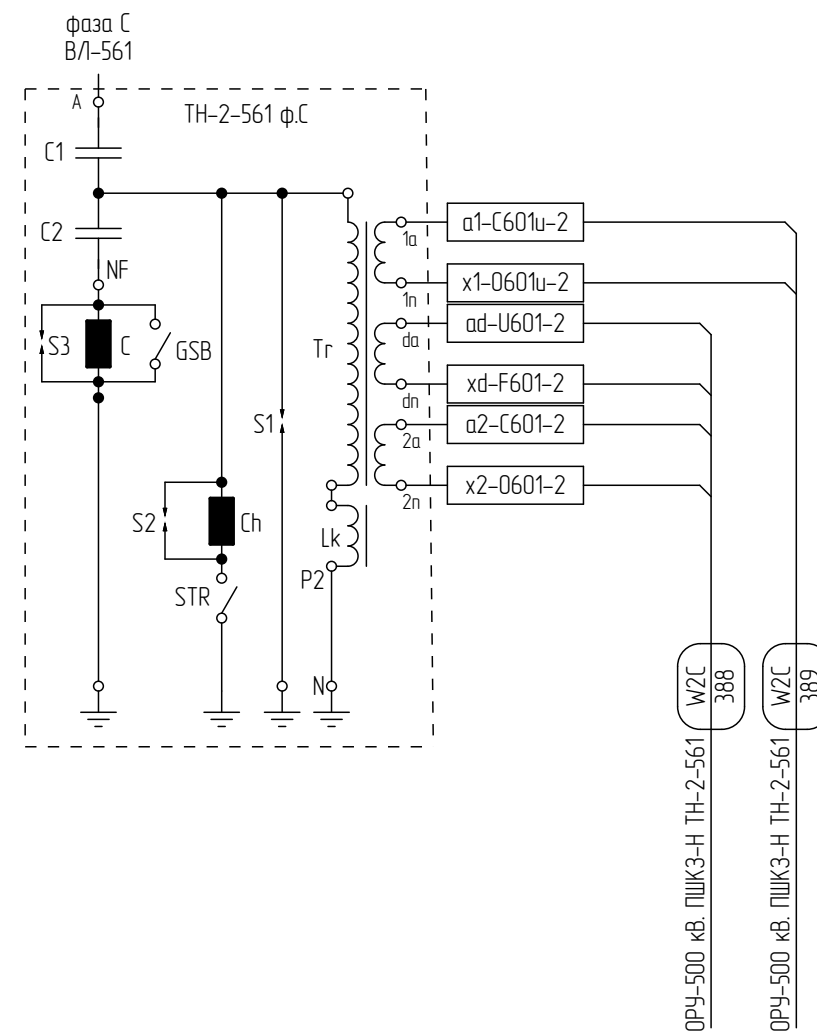 фаза С
ВЛ-561
А
ТН-2-561 ф.С
С1
С2
NF
S3
С
GSB
S1
Tr
1a
1n
da
dn
2a
2n
a1-C601u-2
x1-0601u-2
ad-U601-2
xd-F601-2
a2-C601-2
x2-0601-2
S2
Ch
STR
Lk
P2
N
W2C
388
W2C
389
ОРУ-500 кВ. ПШКЗ-Н ТН-2-561
ОРУ-500 кВ. ПШКЗ-Н ТН-2-561